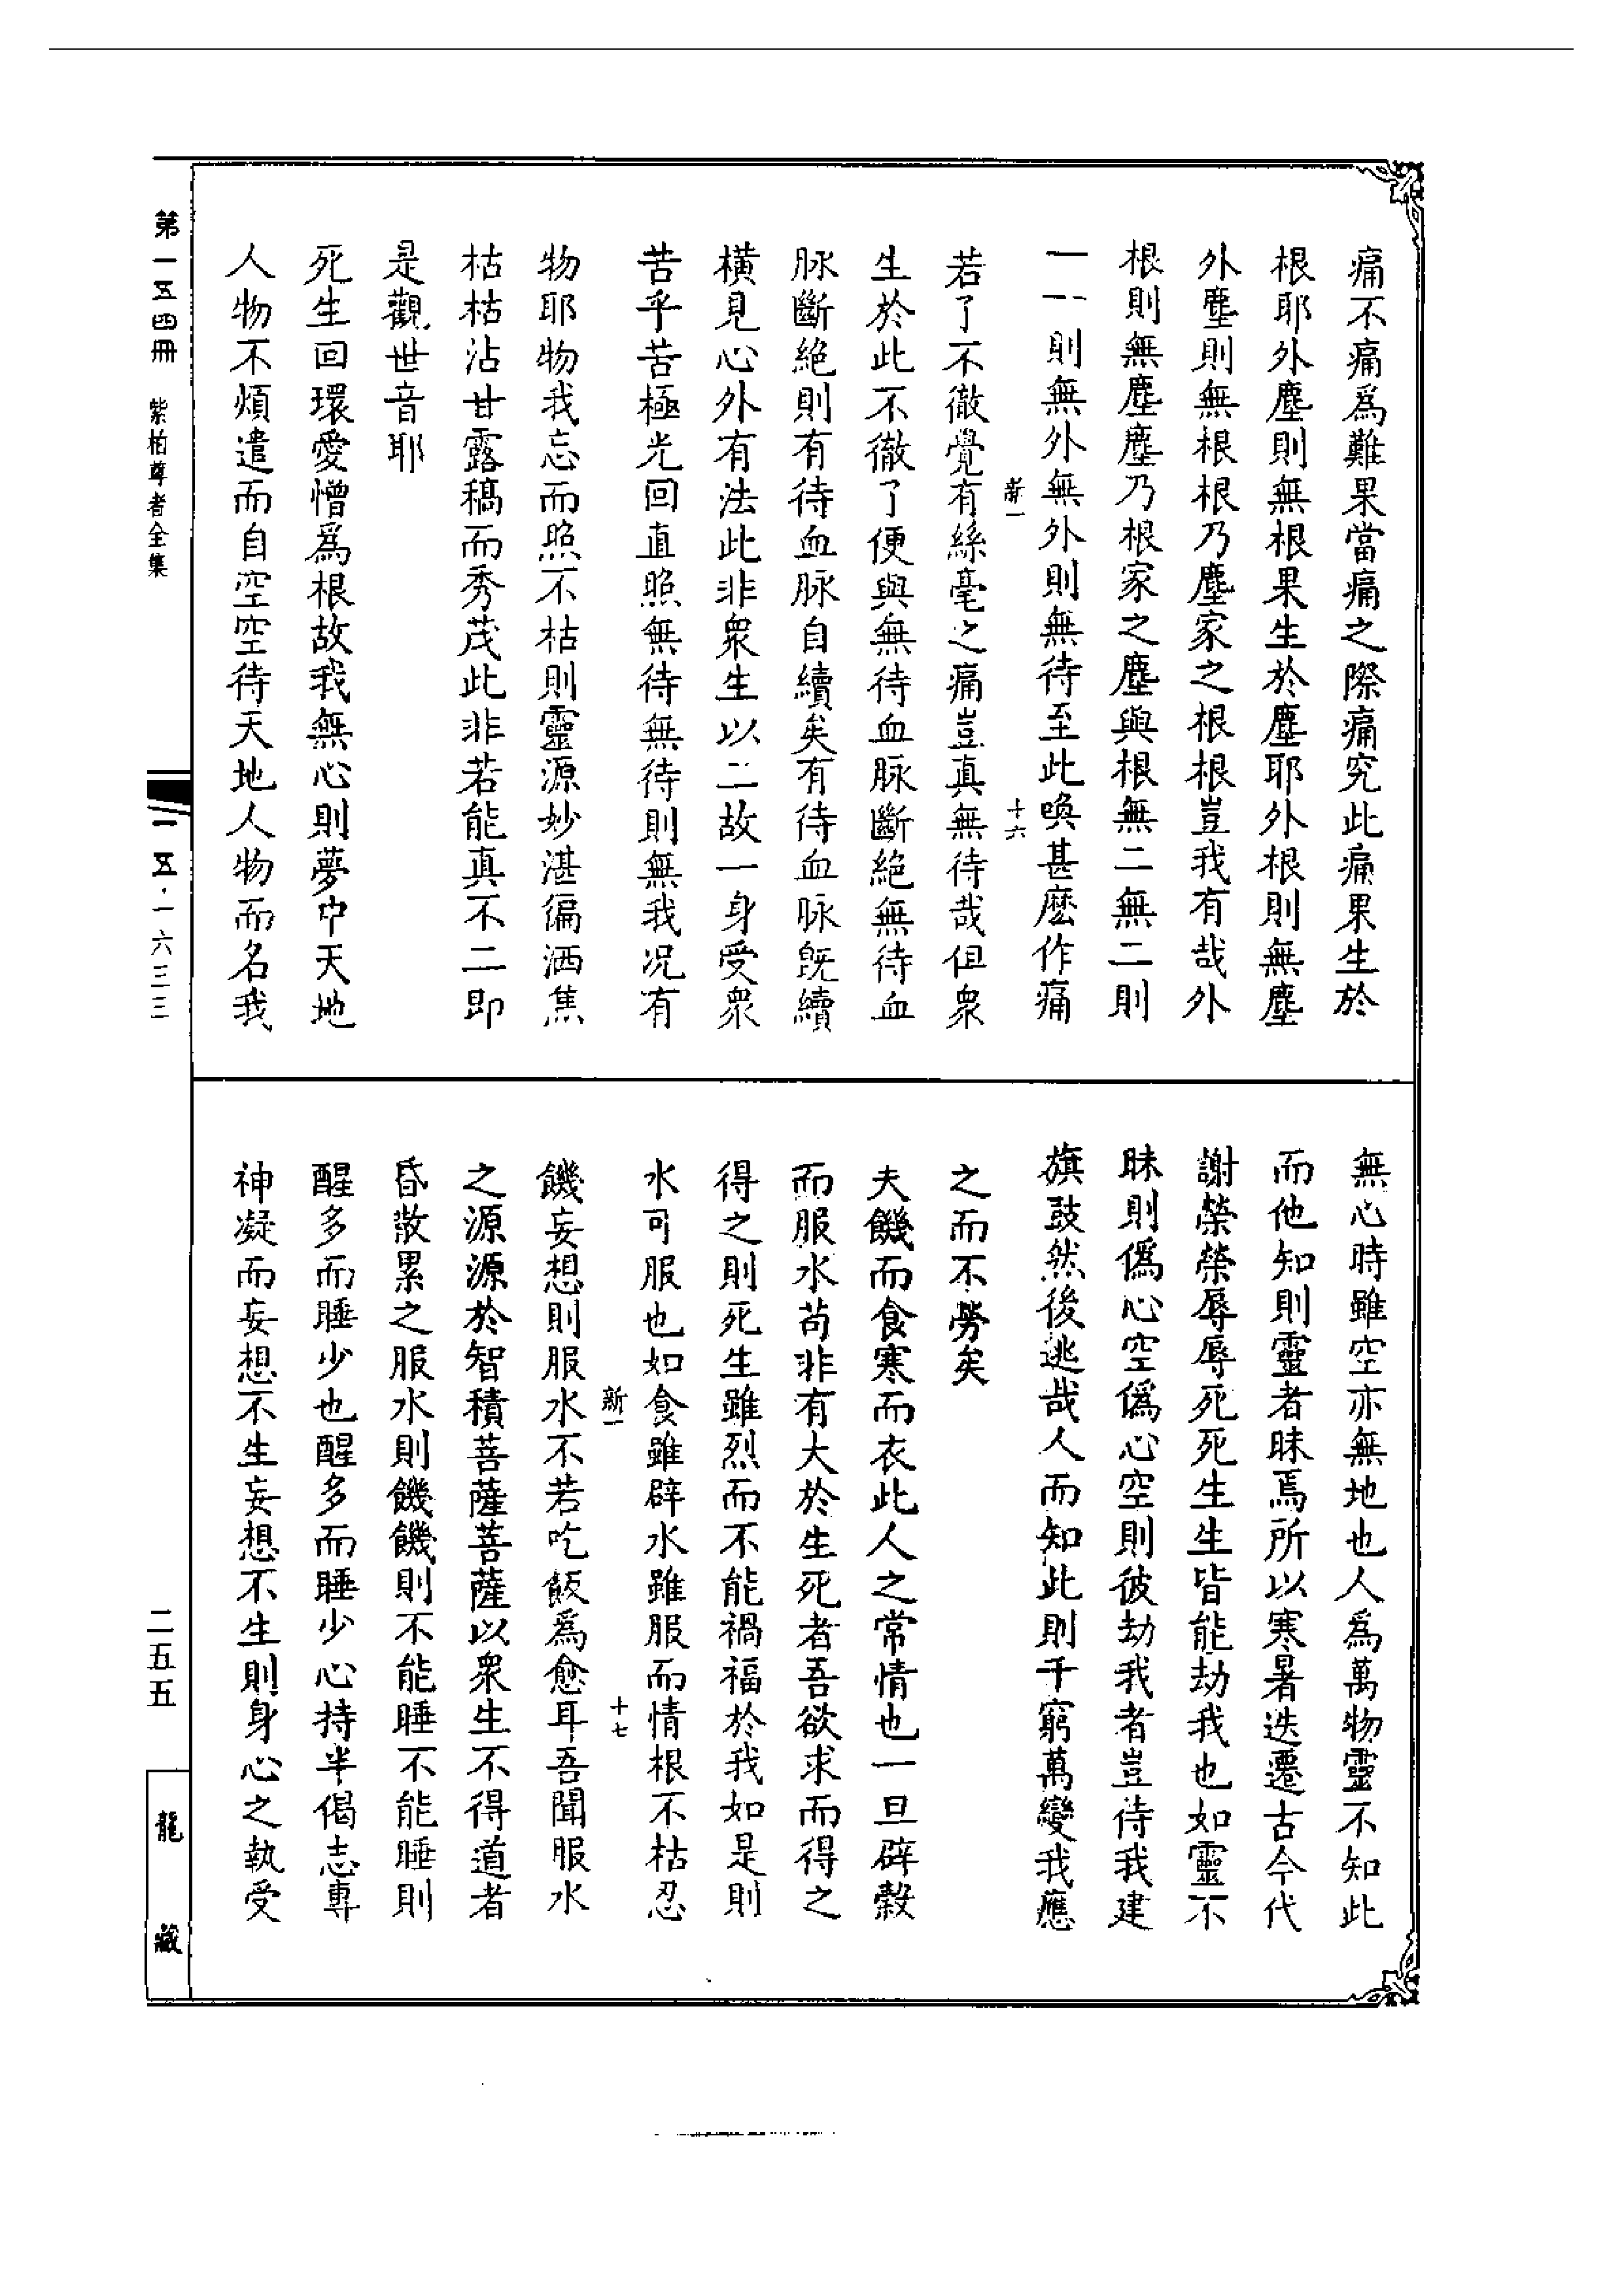 痛不痛爲難果當痛之際痛究此痛果生於
根耶外塵則無根果生於塵耶外根則無塵
外塵則無根根乃塵家之根根豈我有哉外
根則無塵塵乃根家之塵與根無二無二則
一一則無外無外則無待至此喚甚麽作痛
新一 十六
若了不徹覺有絲毫之痛豈真無待哉但衆
生於此不徹了便與無待血脉斷絕無待血
脉斷絕則有待血脉自續矣有待血脉旣續
橫見心外有法此非衆生以二故一身受衆
苦乎苦極光回直照無待無待則無我况有
物耶物我忘而照不枯則靈源妙湛徧洒焦
枯枯沾甘露稿而秀茂此非若能真不二即
是觀世音耶
死生回環愛憎爲根故我無心則夢中天地
人物不煩遣而自空空待天地人物而名我
無心時雖空亦無地也人爲萬物靈不知此
而他知則靈者昧焉所以寒暑迭遷古今代
謝榮榮辱辱死死生生皆能劫我也如靈不
昧則僞心空僞心空則彼劫我者豈待我建
旗鼓然後逃哉人而知此則千窮萬變我應
之而不勞矣
夫饑而食寒而衣此人之常情也一旦辟穀
而服水苟非有大於生死者吾欲求而得之
得之則死生雖烈而不能禍福於我如是則
水可服也如食雖辟水雖服而情根不枯忍
新一 十七
饑妄想則服水不若吃飯爲愈耳吾聞服水
之源源於智積菩薩菩薩以衆生不得道者
昏散累之服水則饑饑則不能睡不能睡則
醒多而睡少也醒多而睡少心持半偈志專
神凝而妄想不生妄想不生則身心之執受
第一五四冊 紫柏尊者全集
一五·一六三三
二五五
龍藏